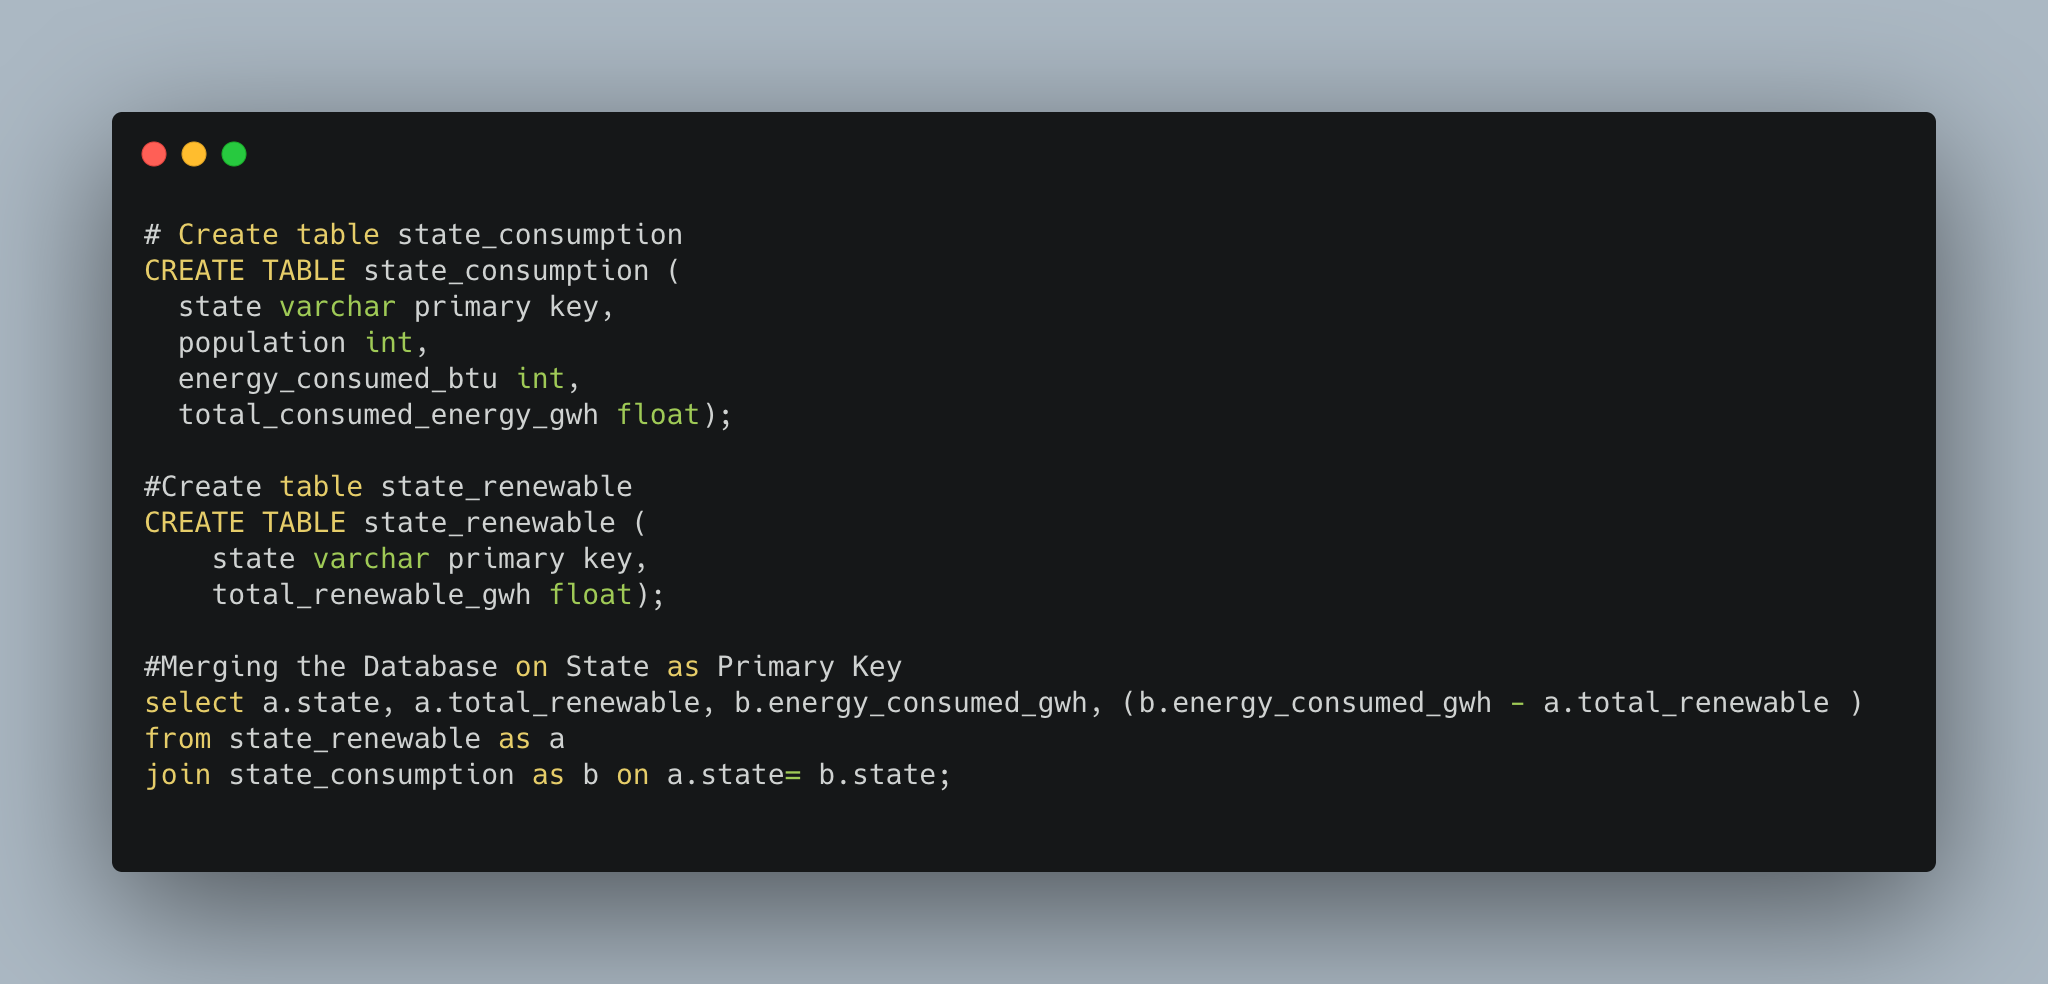 # Create table state_consumption
CREATE TABLE state_consumption (
  state varchar primary key,
  population int,
  energy_consumed_btu int,
  total_consumed_energy_gwh float);

#Create table state_renewable
CREATE TABLE state_renewable (
    state varchar primary key,
    total_renewable_gwh float);

#Merging the Database on State as Primary Key
select a.state, a.total_renewable, b.energy_consumed_gwh, (b.energy_consumed_gwh - a.total_renewable )
from state_renewable as a
join state_consumption as b on a.state= b.state;